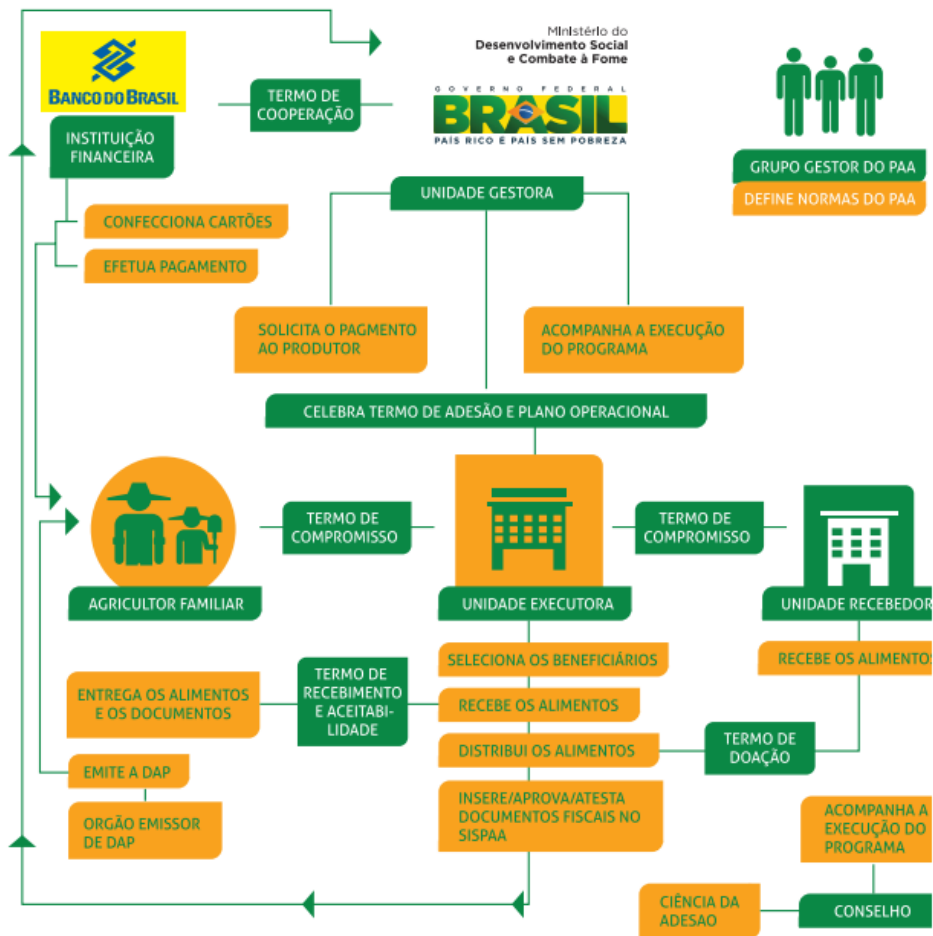 Ministério do
Desenvolvimento Social
e Combate à Fome
BANCO DO BRASIL
TERMO DE
COOPERAÇÃO
GOVERNO FEDERAL
BRASIL
PAÍS RICO É PAÍS SEM POBREZA
INSTITUIÇÃO
FINANCEIRA
GRUPO GESTOR DO PAA
DEFINE NORMAS DO PAA
UNIDADE GESTORA
CONFECCIONA CARTÕES
EFETUA PAGAMENTO
SOLICITA O PAGMENTO
AO PRODUTOR
ACOMPANHA A EXECUÇÃO
DO PROGRAMA
CELEBRA TERMO DE ADESÃO E PLANO OPERACIONAL
TERMO DE
COMPROMISSO
TERMO DE
COMPROMISSO
AGRICULTOR FAMILIAR
UNIDADE EXECUTORA
UNIDADE RECEBEDOR
SELECIONA OS BENEFICIÁRIOS
RECEBE OS ALIMENTOS
TERMO DE
RECEBIMENTO
E ACEITABI-
LIDADE
ENTREGA OS ALIMENTOS
E OS DOCUMENTOS
RECEBE OS ALIMENTOS
DISTRIBUI OS ALIMENTOS
TERMO DE
DOAÇÃO
EMITE A DAP
INSERE/APROVA/ATESTA
DOCUMENTOS FISCAIS NO
SISPAA
ORGÃO EMISSOR
DE DAP
ACOMPANHA A
EXECUÇÃO DO
PROGRAMA
CIÊNCIA DA
ADESAO
CONSELHO